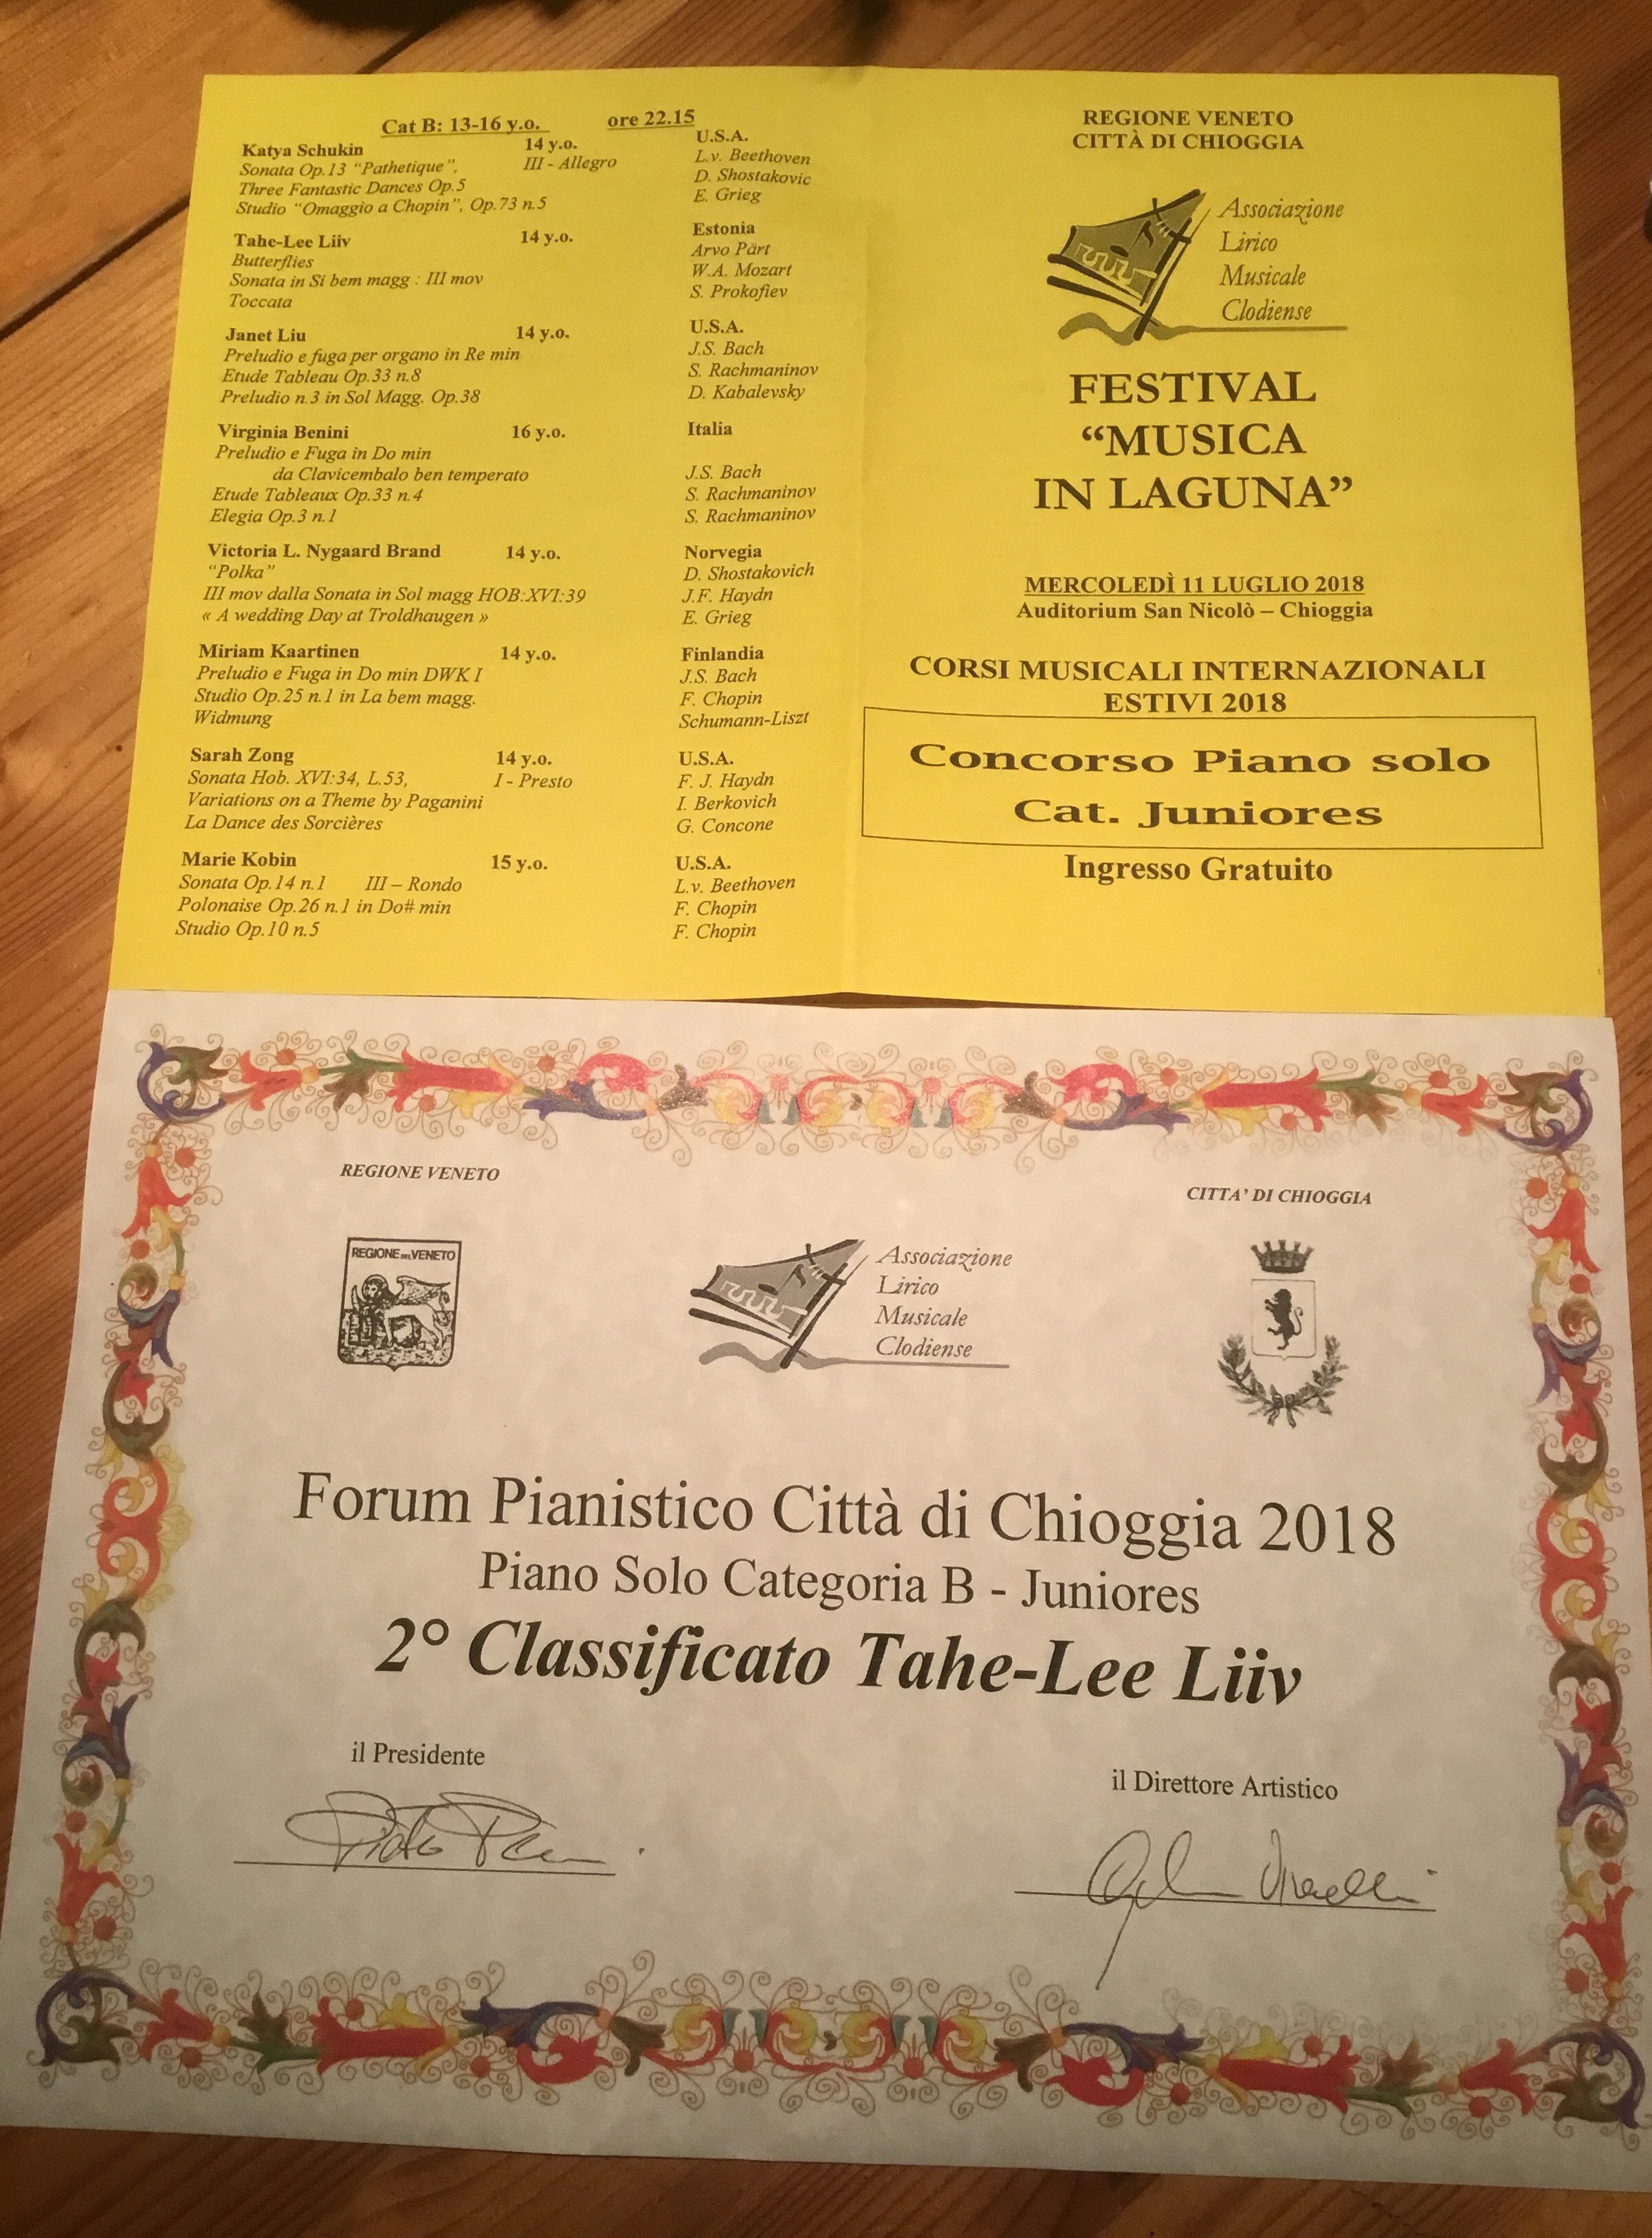 Cat B: 13-16 y.o. ore 22.15
Katya Schukin 14 y.o. U.S.A.
Sonata Op.13 “Pathetique”, III - Allegro L.v. Beethoven
Three Fantastic Dances Op.5 D. Shostakovic
Studio “Omaggio a Chopin”, Op.73 n.5 E. Grieg
Tahe-Lee Liiv 14 y.o. Estonia
Butterflies Arvo Pärt
Sonata in Si bem magg : III mov W.A. Mozart
Toccata S. Prokofiev
Janet Liu 14 y.o. U.S.A.
Preludio e fuga per organo in Re min J.S. Bach
Etude Tableau Op.33 n.8 S. Rachmaninov
Preludio n.3 in Sol Magg. Op.38 D. Kabalevsky
Virginia Benini 16 y.o. Italia
Preludio e Fuga in Do min
da Clavicembalo ben temperato J.S. Bach
Etude Tableaux Op.33 n.4 S. Rachmaninov
Elegia Op.3 n.1 S. Rachmaninov
Victoria L. Nygaard Brand 14 y.o. Norvegia
“Polka” D. Shostakovich
III mov dalla Sonata in Sol magg HOB:XVI:39 J.F. Haydn
« A wedding Day at Troldhaugen » E. Grieg
Miriam Kaartinen 14 y.o. Finlandia
Preludio e Fuga in Do min DWK I J.S. Bach
Studio Op.25 n.1 in La bem magg. F. Chopin
Widmung Schumann-Liszt
Sarah Zong 14 y.o. U.S.A.
Sonata Hob. XVI:34, L.53, I - Presto F. J. Haydn
Variations on a Theme by Paganini I. Berkovich
La Dance des Sorcières G. Concone
Marie Kobin 15 y.o. U.S.A.
Sonata Op.14 n.1 III – Rondo L.v. Beethoven
Polonaise Op.26 n.1 in Do# min F. Chopin
Studio Op.10 n.5 F. Chopin
REGIONE VENETO
CITTÀ DI CHIOGGIA
Associazione
Lirico
Musicale
Clodiense
FESTIVAL
“MUSICA
IN LAGUNA”
MERCOLEDÌ 11 LUGLIO 2018
Auditorium San Nicolò – Chioggia
CORSI MUSICALI INTERNAZIONALI
ESTIVI 2018
Concorso Piano solo
Cat. Juniores
Ingresso Gratuito
REGIONE VENETO
CITTA' DI CHIOGGIA
REGIONE DEL VENETO
Associazione
Lirico
Musicale
Clodiense
Forum Pianistico Città di Chioggia 2018
Piano Solo Categoria B - Juniores
2° Classificato Tahe-Lee Liiv
il Presidente
il Direttore Artistico